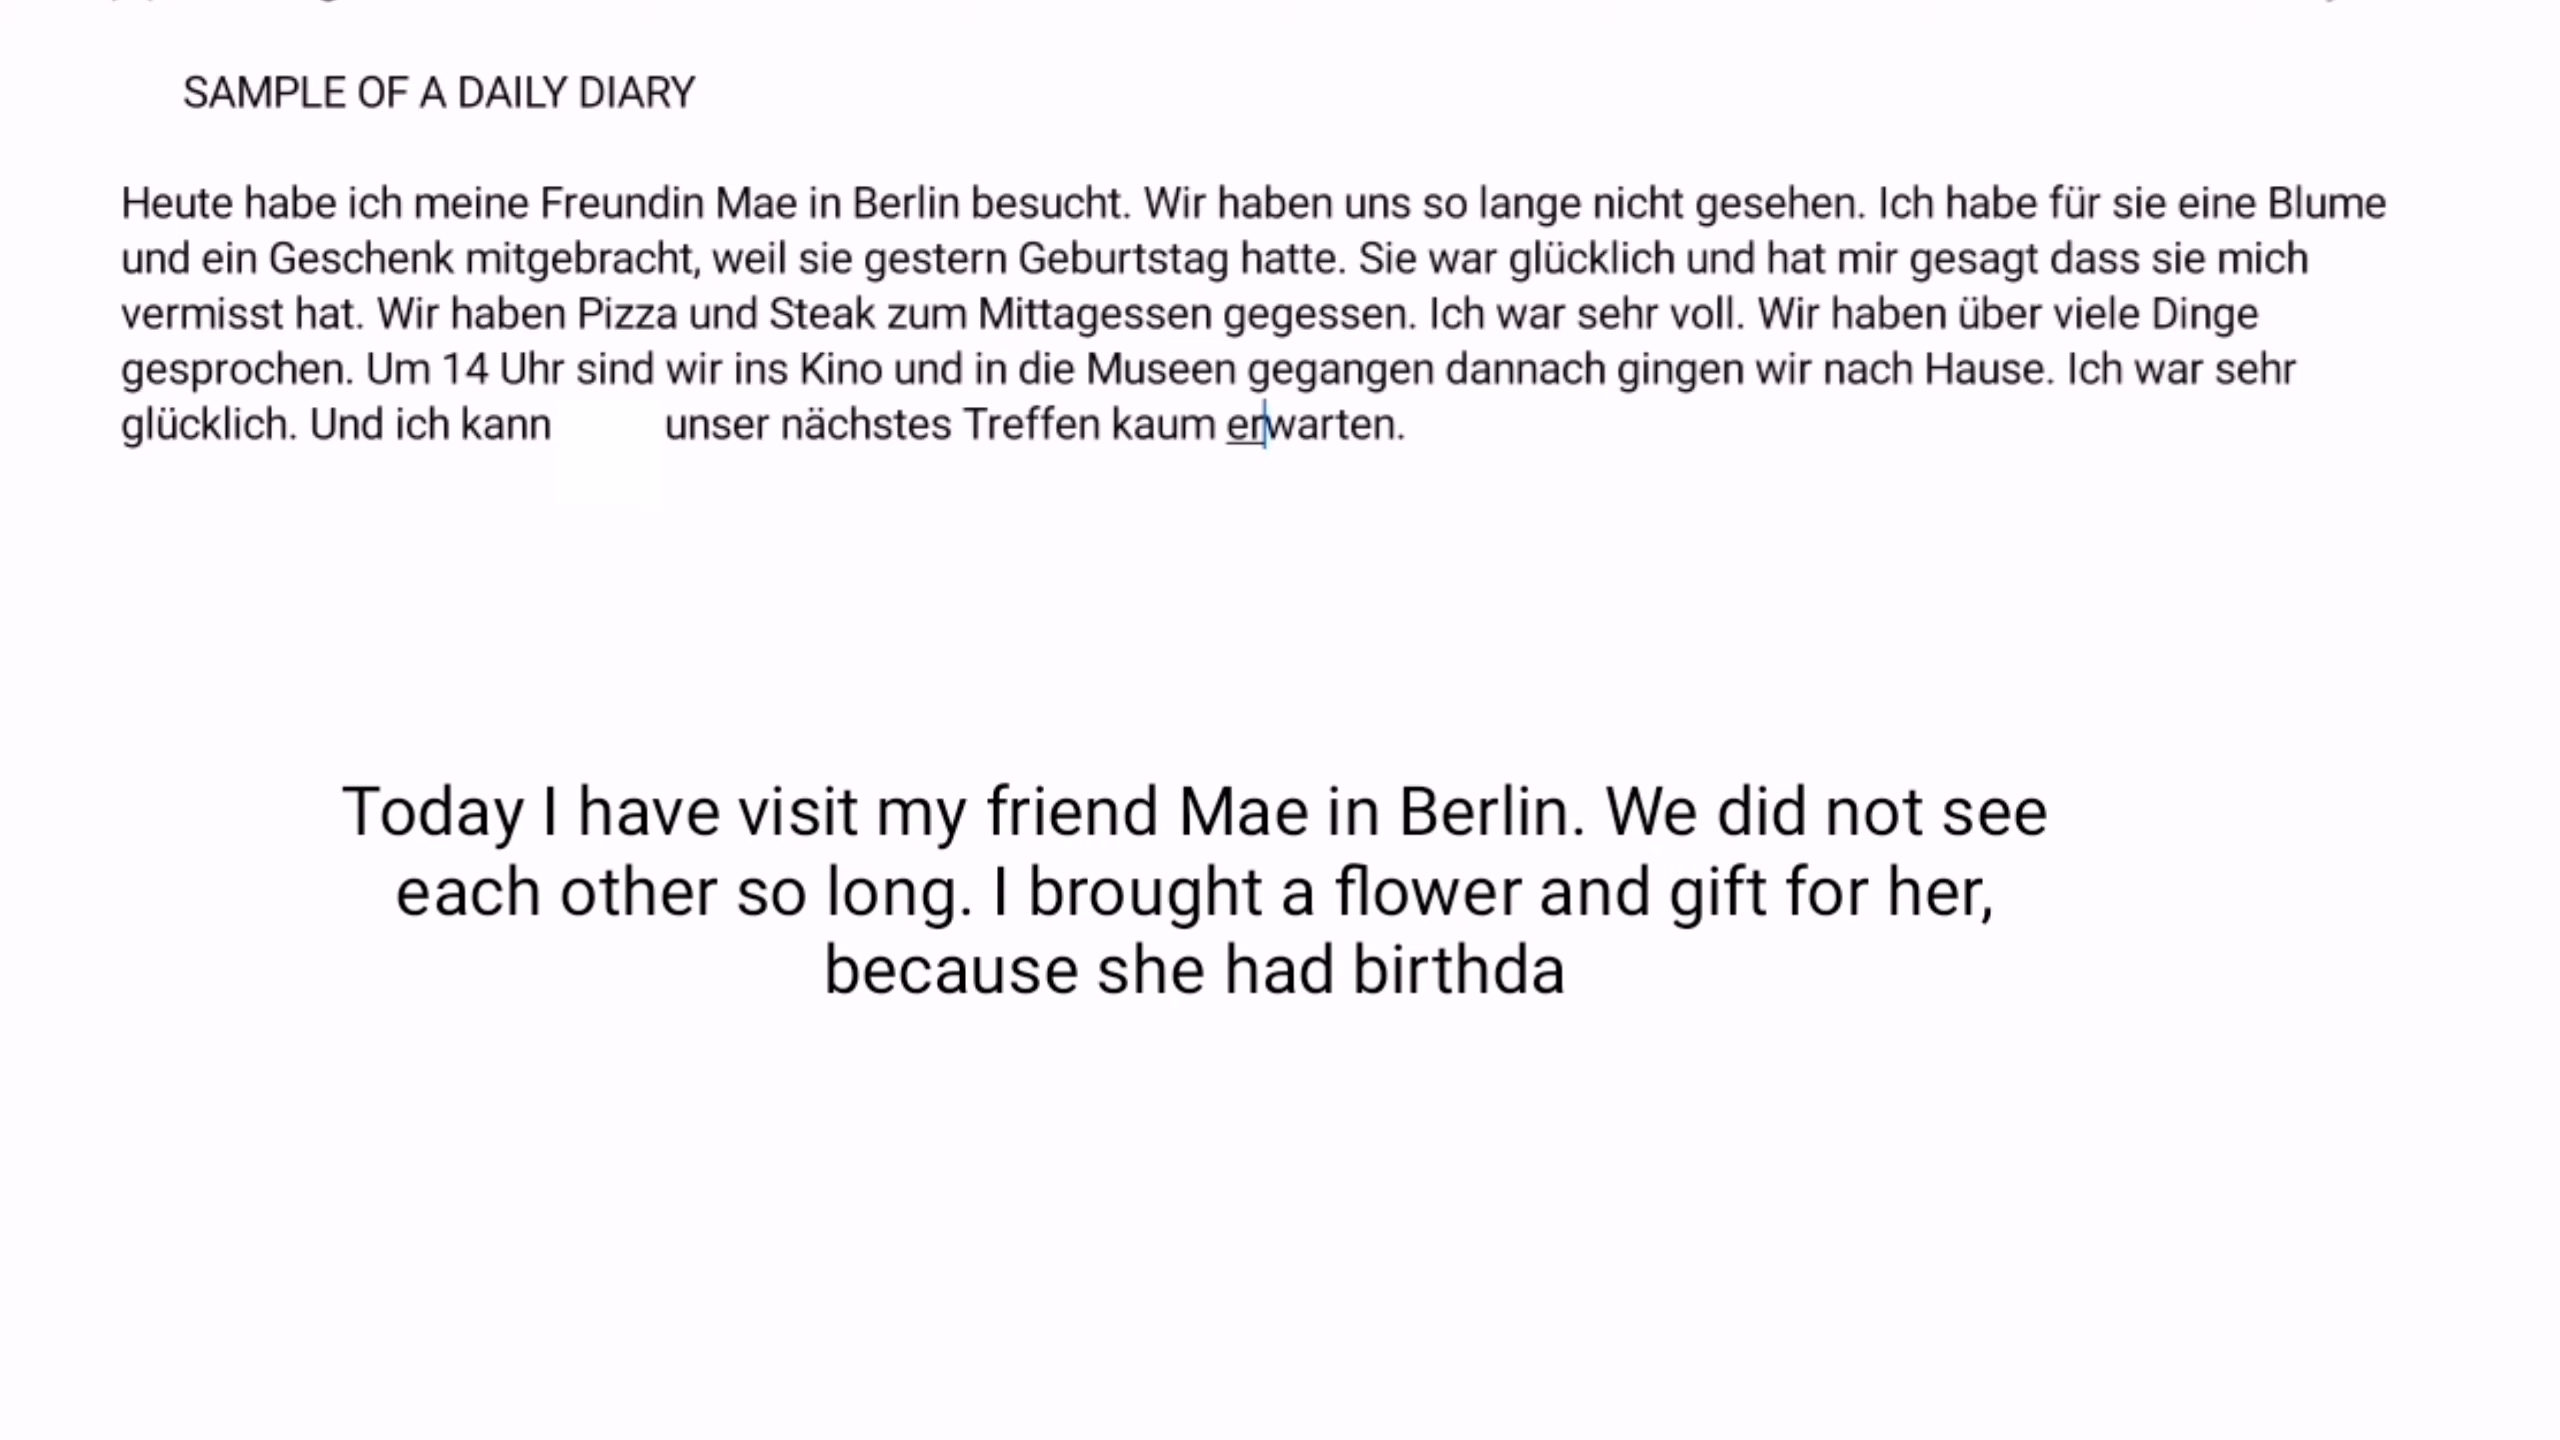 SAMPLE OF A DAILY DIARY
Heute habe ich meine Freundin Mae in Berlin besucht. Wir haben uns so lange nicht gesehen. Ich habe für sie eine Blume
und ein Geschenk mitgebracht, weil sie gestern Geburtstag hatte. Sie war glücklich und hat mir gesagt dass sie mich
vermisst hat. Wir haben Pizza und Steak zum Mittagessen gegessen. Ich war sehr voll. Wir haben über viele Dinge
gesprochen. Um 14 Uhr sind wir ins Kino und in die Museen gegangen dannach gingen wir nach Hause. Ich war sehr
glücklich. Und ich kann unser nächstes Treffen kaum erwarten.
Today I have visit my friend Mae in Berlin. We did not see
each other so long. I brought a flower and gift for her,
because she had birthda